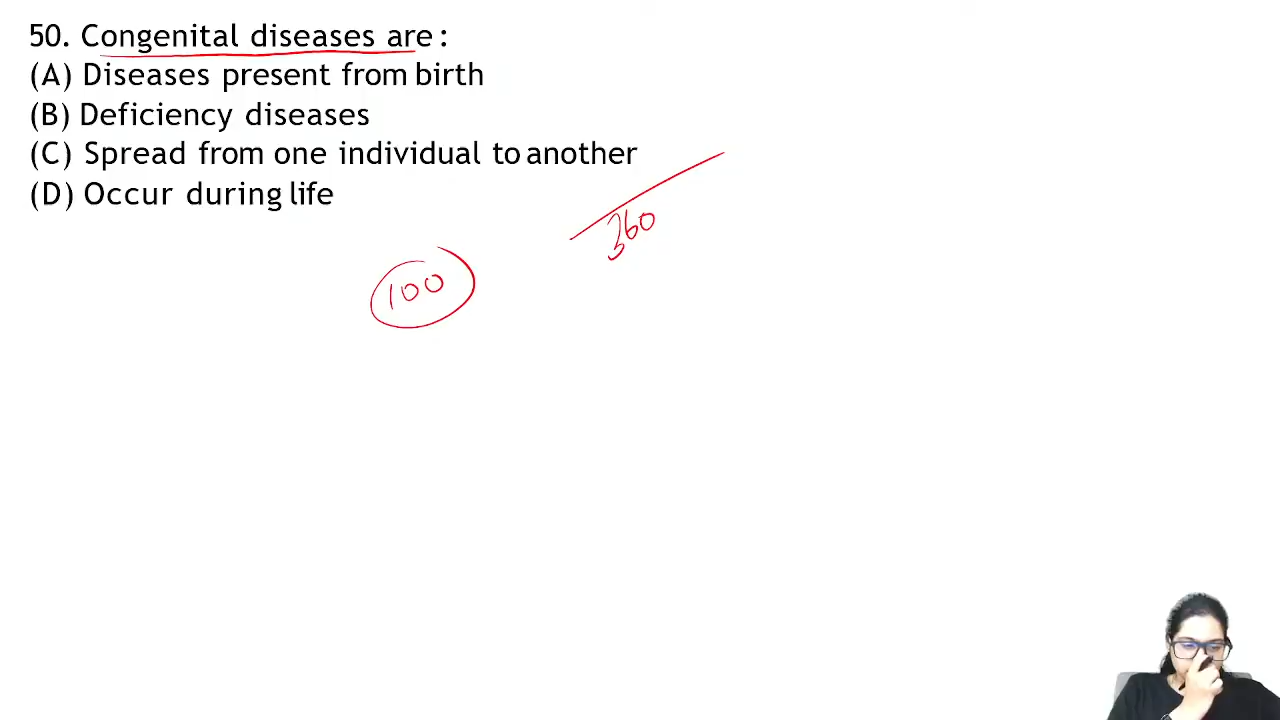 50. Congenital diseases are:
(A) Diseases present from birth
(B) Deficiency diseases
(C) Spread from one individual to another
(D) Occur during life
360
100